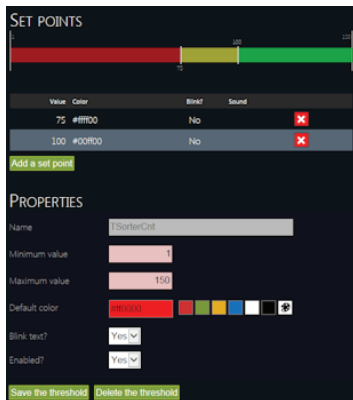 SET POINTS
1 100 150
75
Value Color Blink? Sound
75 #ffff00 No
100 #00ff00 No
Add a set point
PROPERTIES
Name TSorterCnt
Minimum value 1
Maximum value 150
Default color #ff0000
Blink text? Yes
Enabled? Yes
Save the threshold Delete the threshold